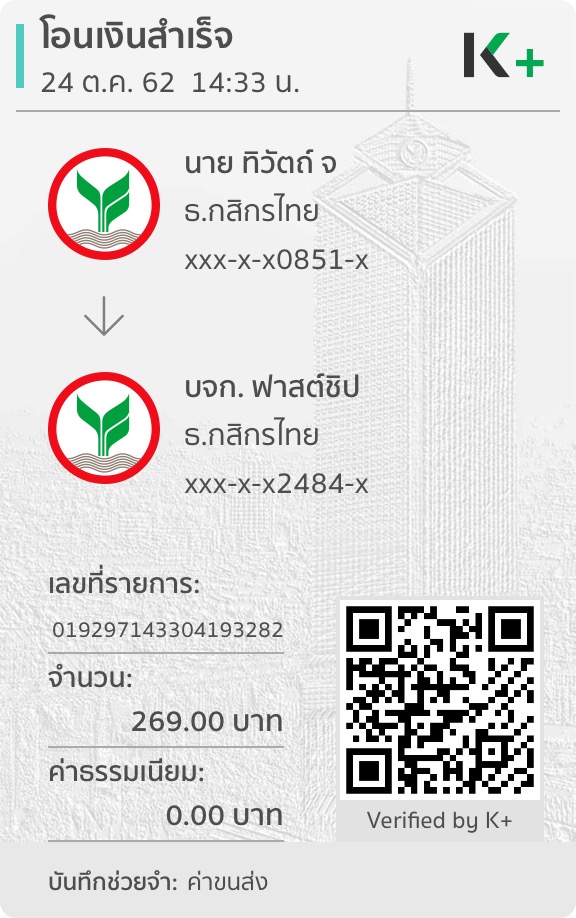 โอนเงินสำเร็จ
24 ต.ค. 62 14:33 น.
K+
นาย ทิวัตถ์ จ
ธ.กสิกรไทย
xxx-x-x0851-x
บจก. ฟาสต์ชิป
ธ.กสิกรไทย
xxx-x-x2484-x
เลขที่รายการ:
019297143304193282
จำนวน:
269.00 บาท
ค่าธรรมเนียม:
0.00 บาท
Verified by K+
บันทึกช่วยจำ: ค่าขนส่ง